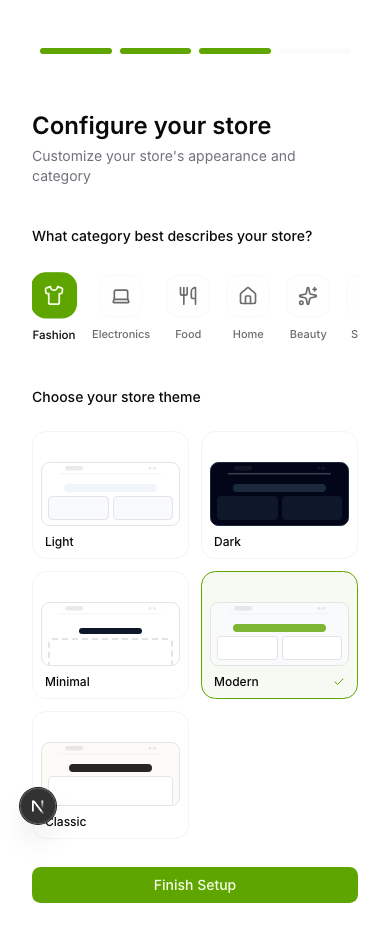 Configure your store
Customize your store's appearance and
category
What category best describes your store?
Fashion
Electronics
Food
Home
Beauty
S
Choose your store theme
Light
Dark
Minimal
Modern
Classic
N
Finish Setup